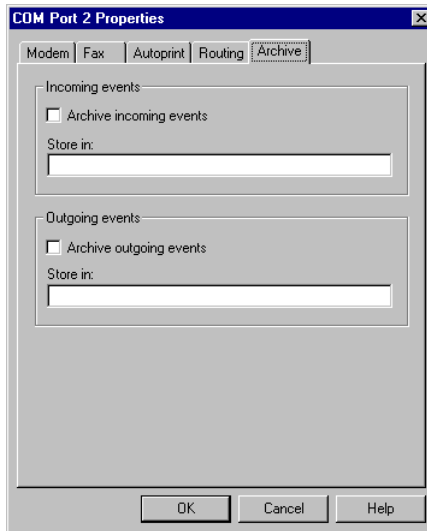 COM Port 2 Properties
Modem Fax Autoprint Routing Archive
Incoming events
Archive incoming events
Store in:
Outgoing events
Archive outgoing events
Store in:
OK Cancel Help